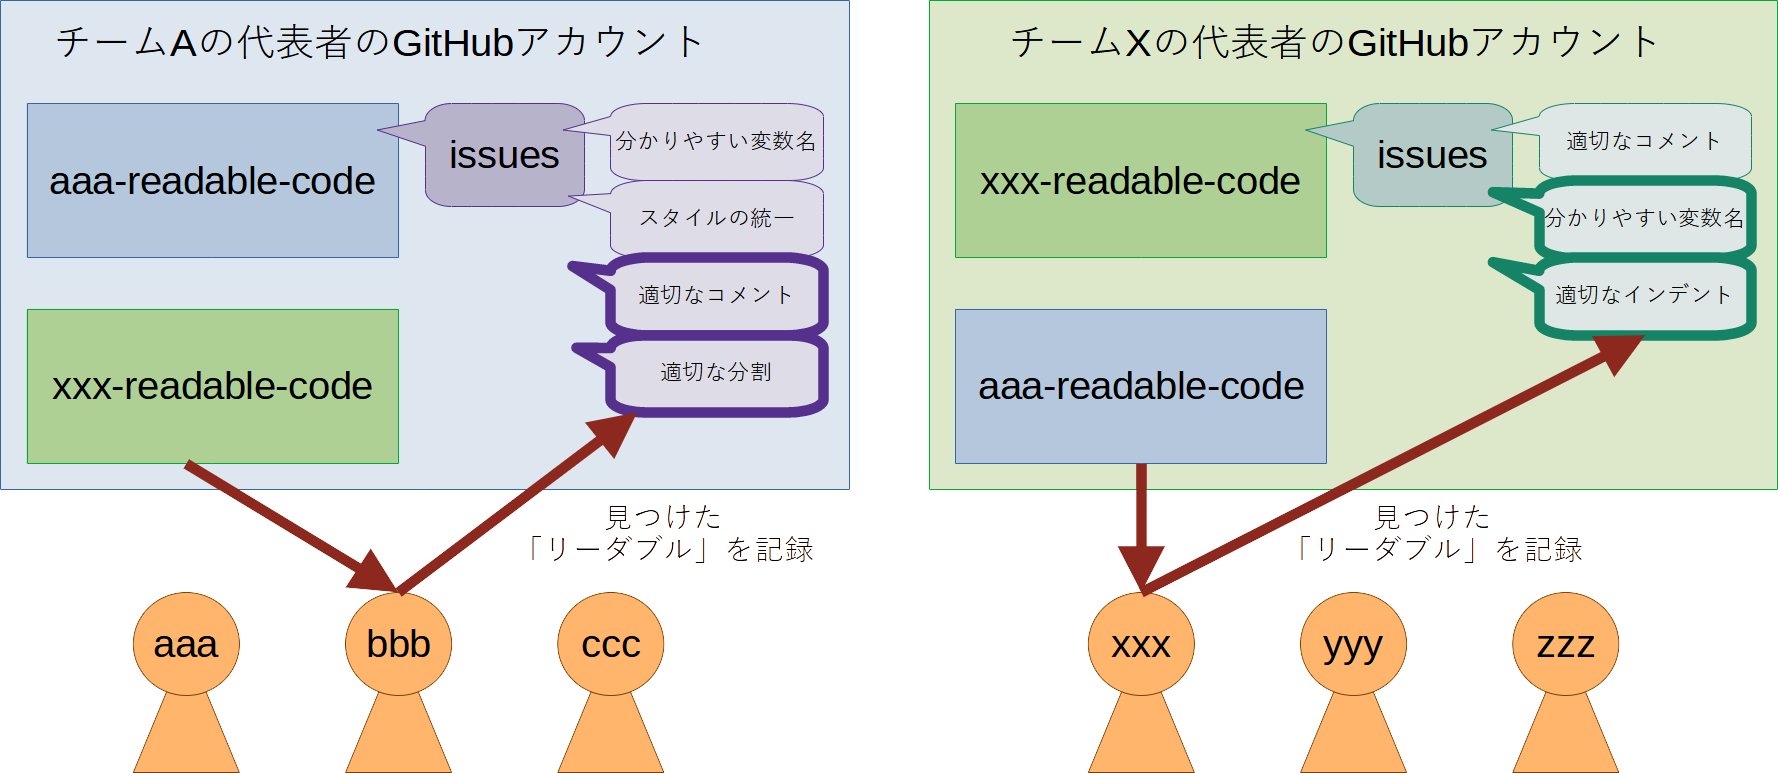 チームAの代表者のGitHubアカウント
aaa-readable-code
issues
分かりやすい変数名
スタイルの統一
適切なコメント
適切な分割
xxx-readable-code
見つけた
「リーダブル」を記録
aaa
bbb
ccc
チームXの代表者のGitHubアカウント
xxx-readable-code
issues
適切なコメント
分かりやすい変数名
適切なインデント
aaa-readable-code
見つけた
「リーダブル」を記録
xxx
yyy
zzz